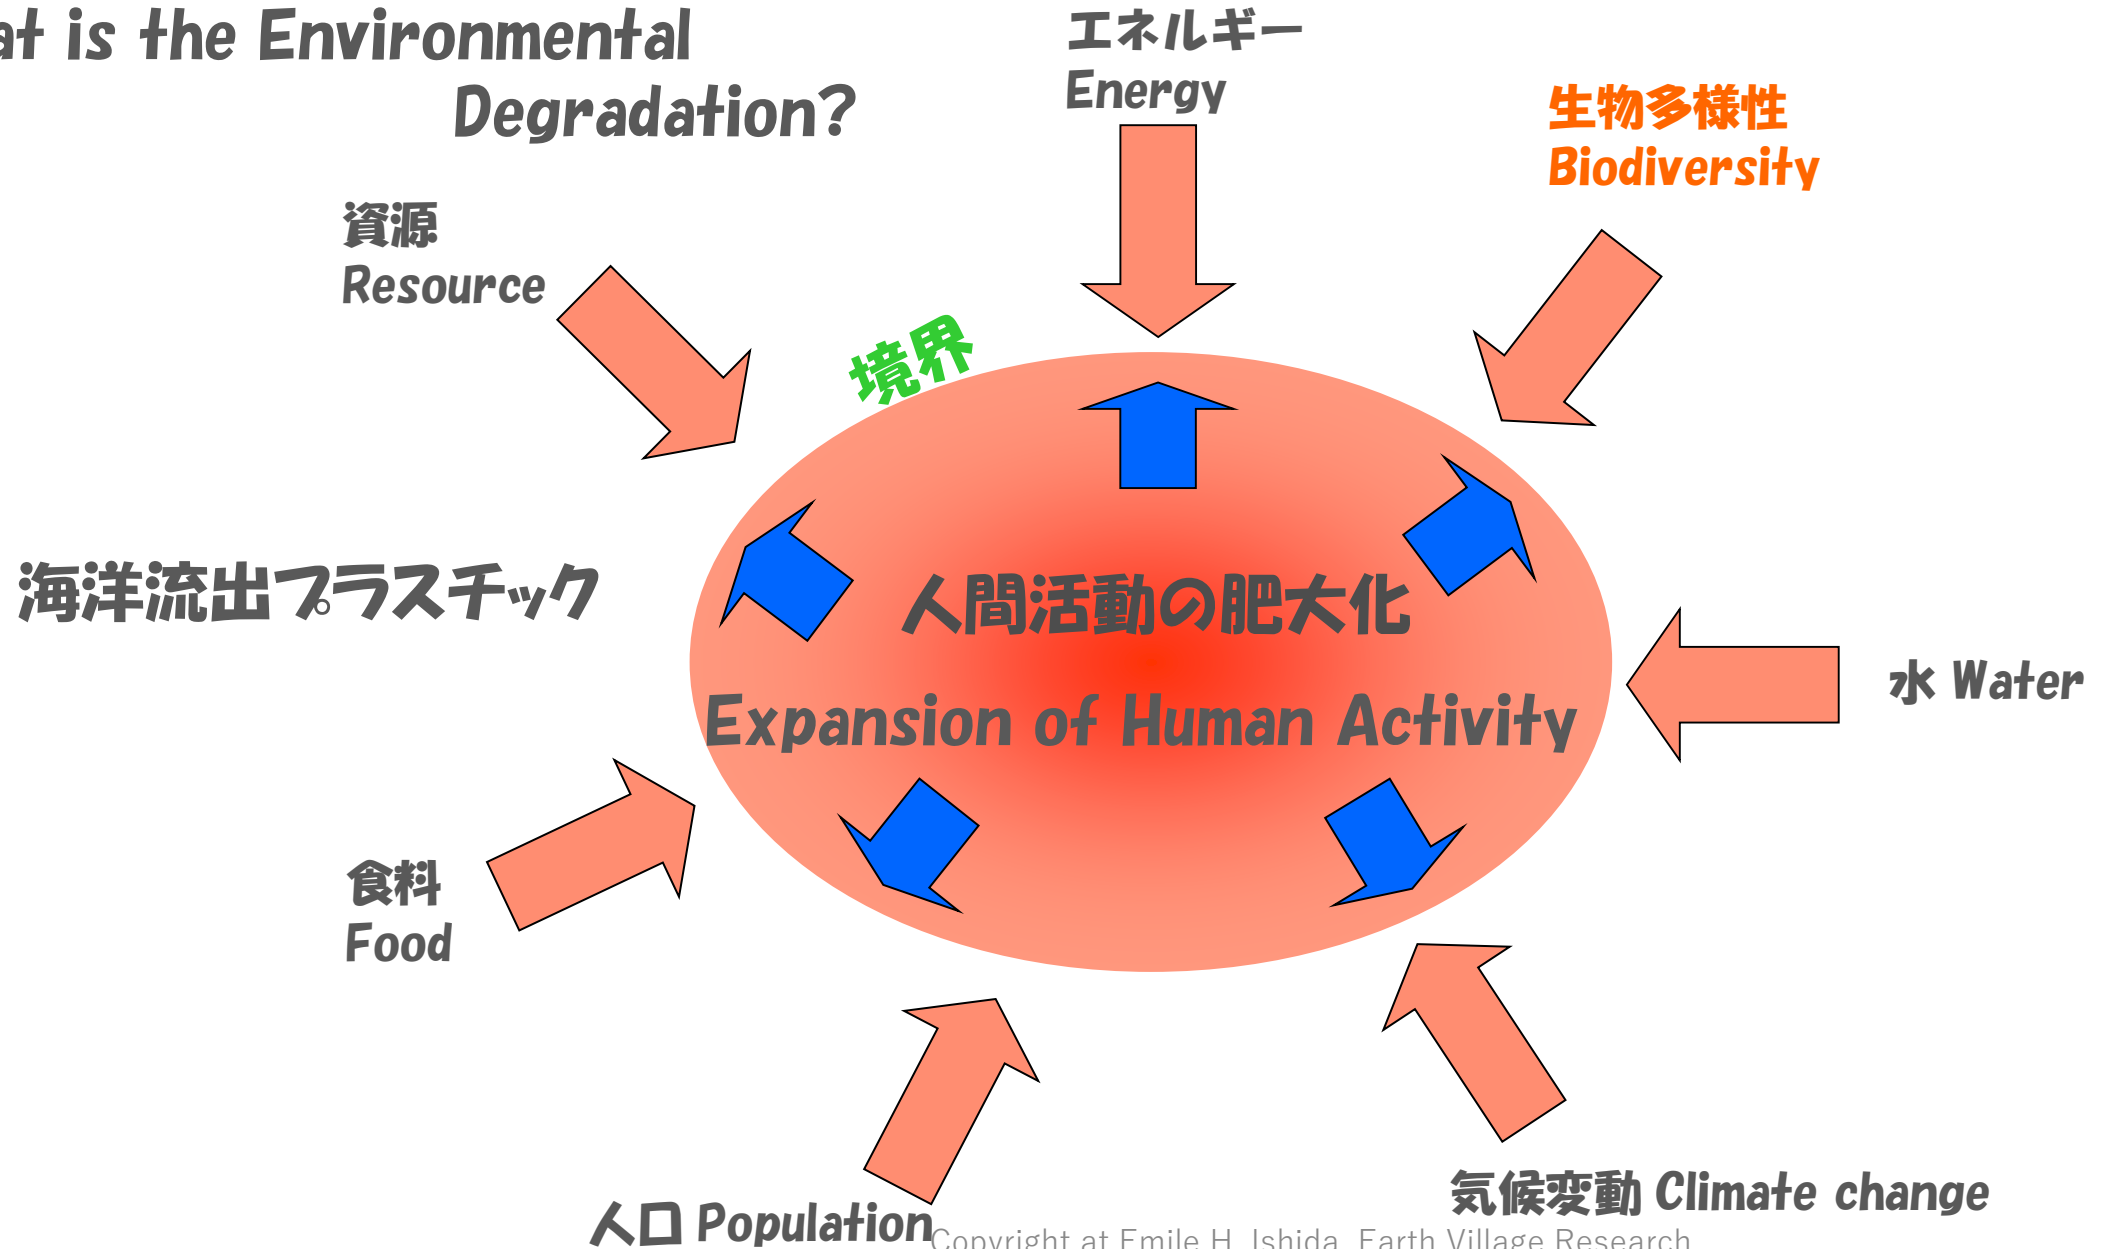 at is the Environmental
Degradation?
エネルギー
Energy
生物多様性
Biodiversity
資源
Resource
境界
海洋流出プラスチック
人間活動の肥大化
Expansion of Human Activity
水 Water
食料
Food
人口 Population
気候変動 Climate change
Copyright at Emile H. Ishida, Earth Village Research